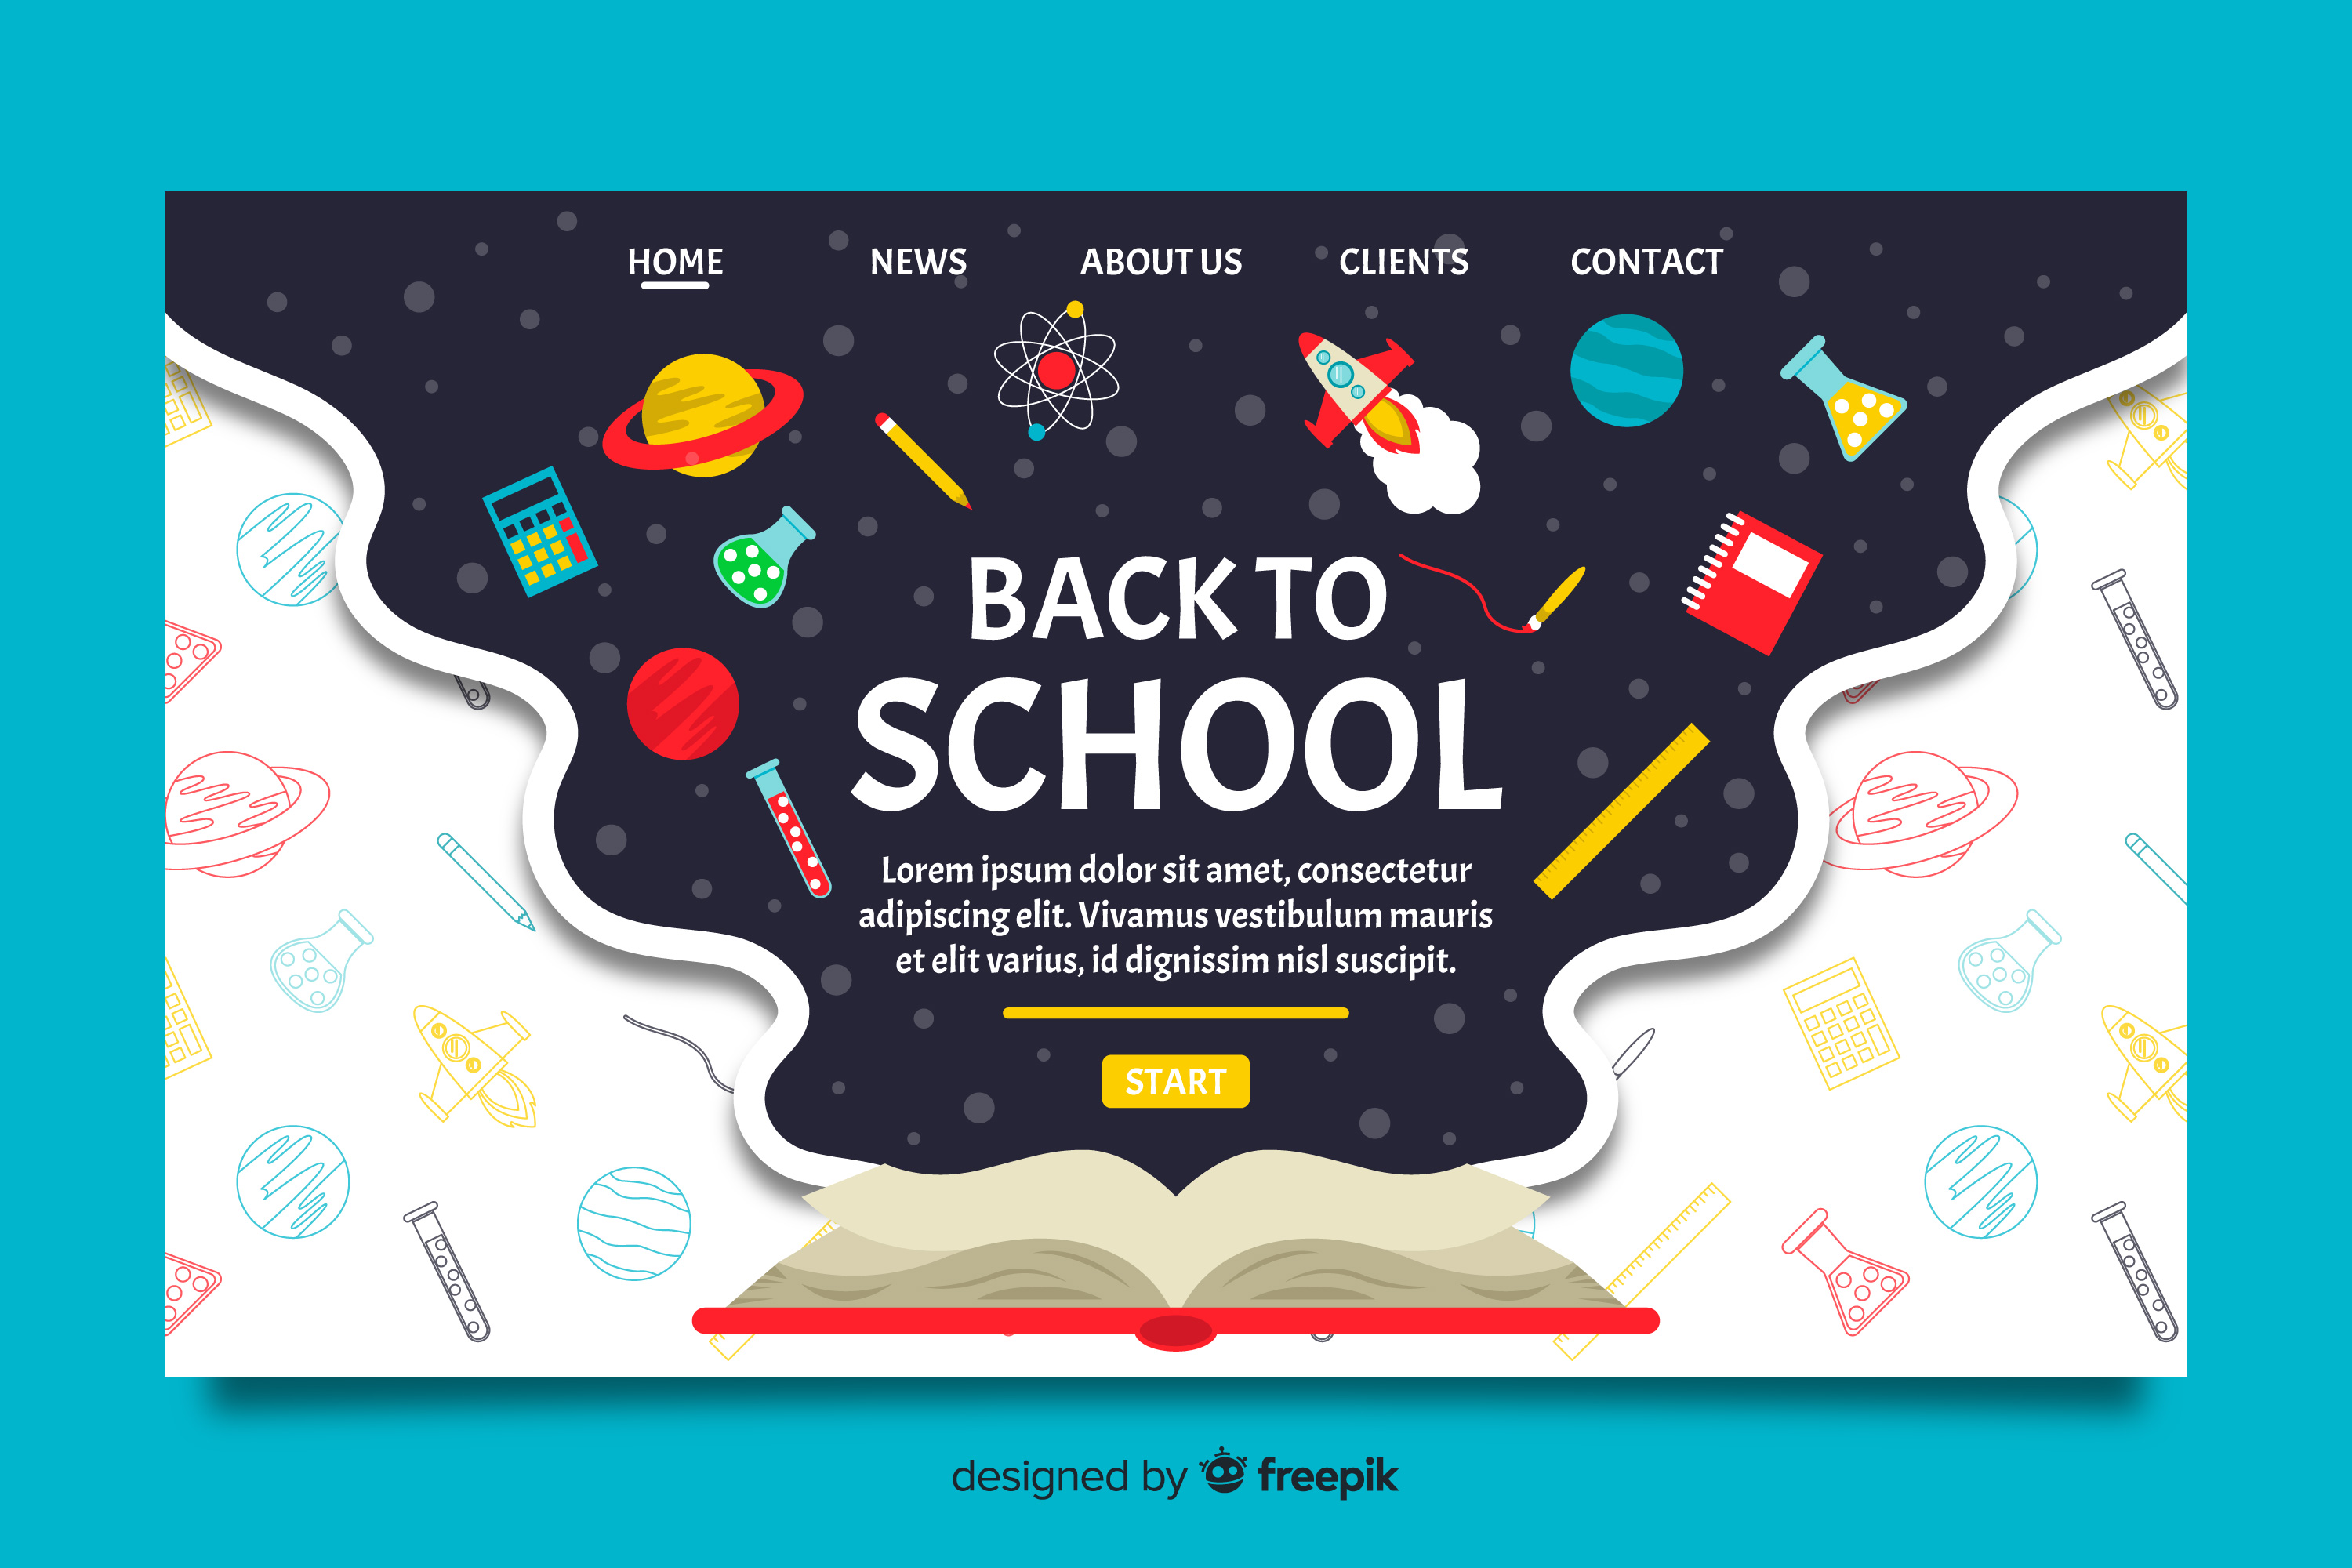 HOME NEWS ABOUT US CLIENTS CONTACT
BACK TO
SCHOOL
Lorem ipsum dolor sit amet, consectetur
adipiscing elit. Vivamus vestibulum mauris
et elit varius, id dignissim nisl suscipit.
START
designed by freepik